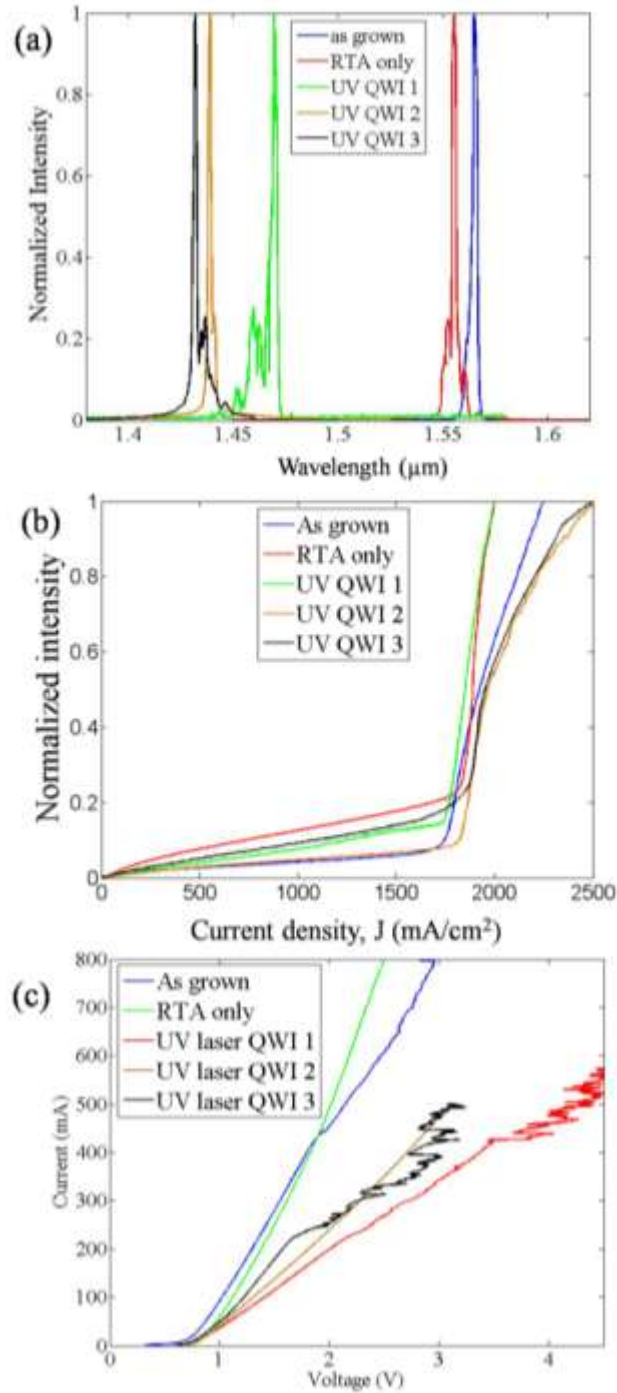 (a)
as grown
RTA only
UV QWI 1
UV QWI 2
UV QWI 3
Normalized Intensity
1
0.8
0.6
0.4
0.2
0
1.4 1.45 1.5 1.55 1.6
Wavelength (µm)
(b)
As grown
RTA only
UV QWI 1
UV QWI 2
UV QWI 3
Normalized intensity
1
0.8
0.6
0.4
0.2
0
0 500 1000 1500 2000 2500
Current density, J (mA/cm²)
(c)
As grown
RTA only
UV laser QWI 1
UV laser QWI 2
UV laser QWI 3
Current (mA)
800
700
600
500
400
300
200
100
0
0 1 2 3 4
Voltage (V)